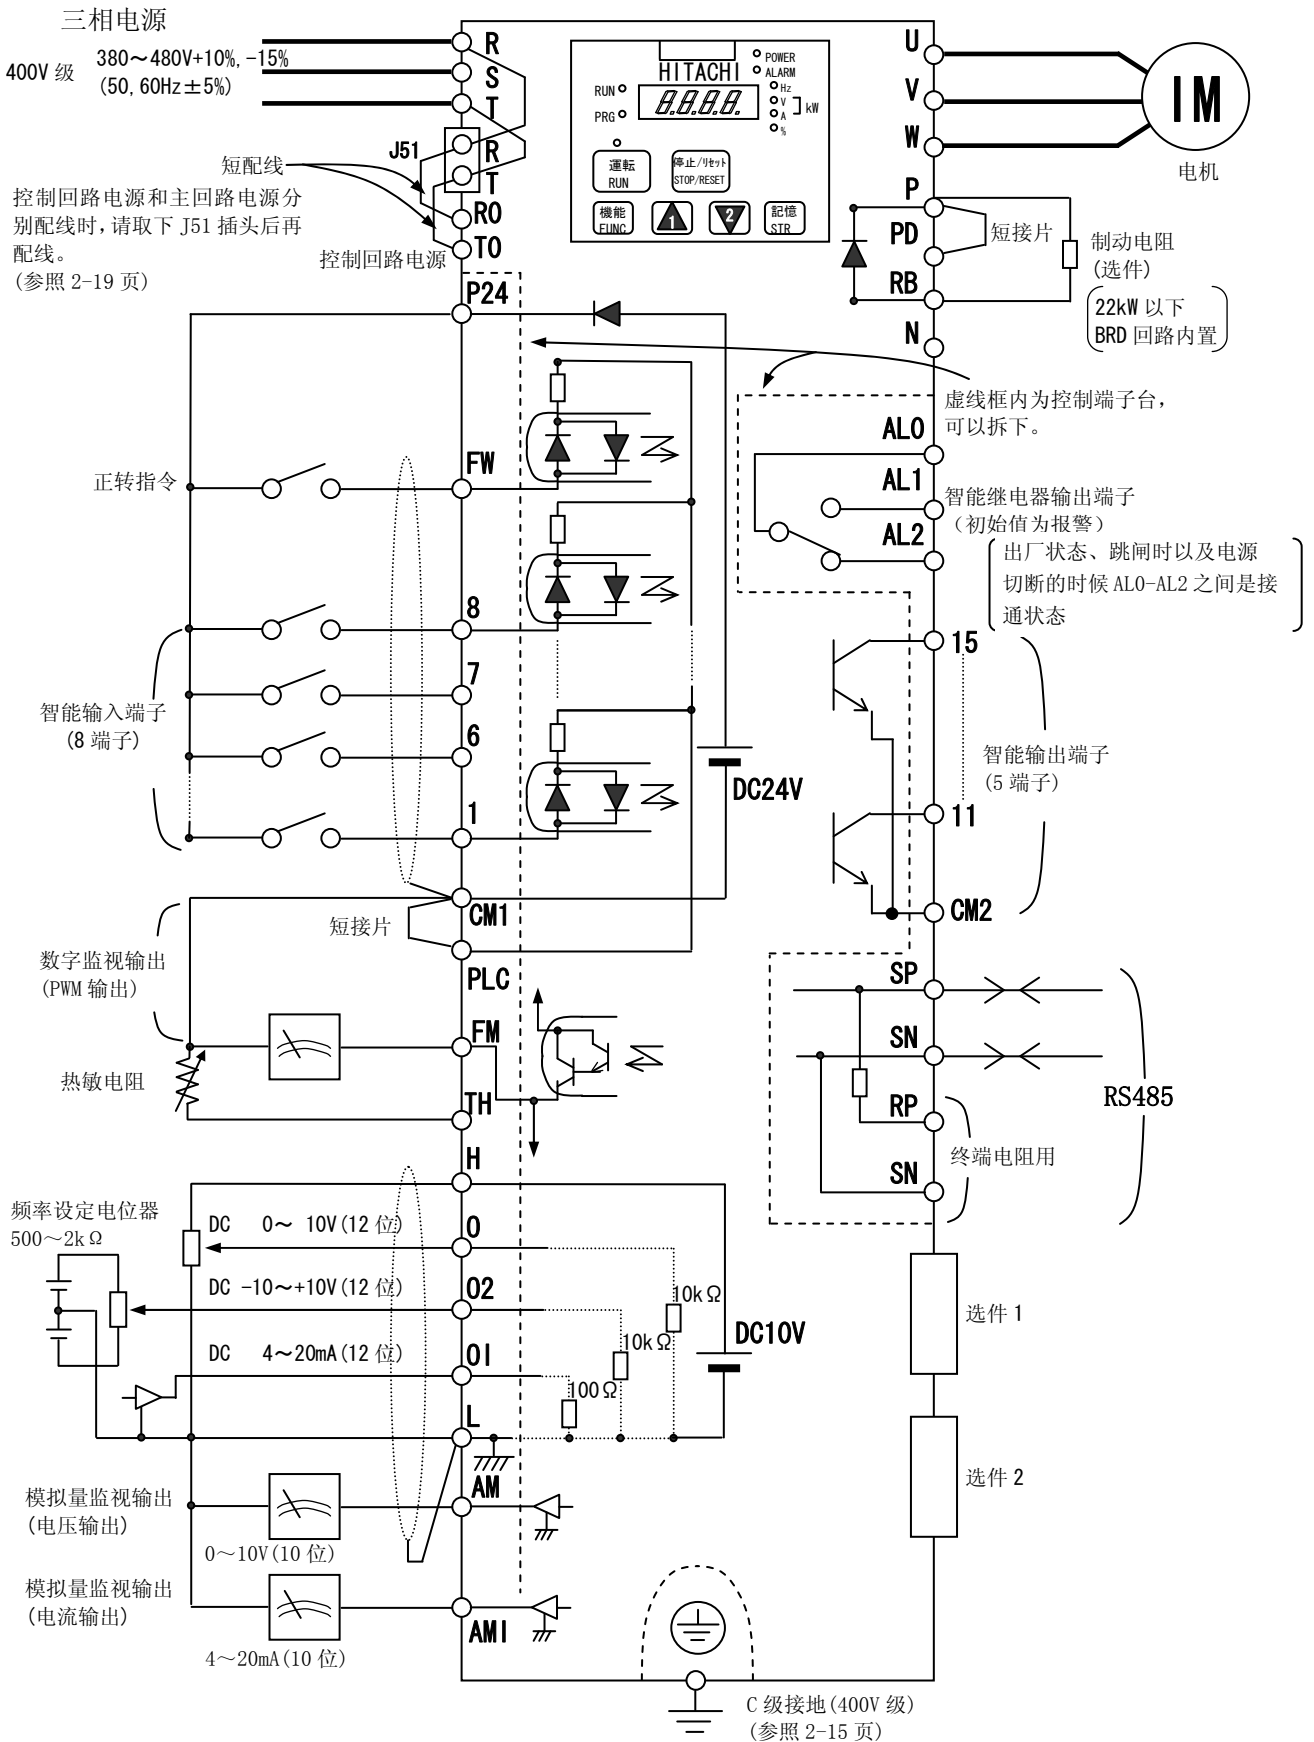 三相电源
400V 级
380～480V+10%, -15%
(50, 60Hz±5%)
R
S
T
J51
R
T
短配线
R0
T0
控制回路电源和主回路电源分
别配线时,请取下 J51 插头后再
配线。
(参照 2-19 页)
控制回路电源
HITACHI
POWER
ALARM
RUN
PRG
8.8.8.8.
Hz
V
A
kW
%
運転
RUN
停止/リセット
STOP/RESET
機能
FUNC
1
2
記憶
STR
U
V
W
IM
电机
P
PD
RB
N
短接片
制动电阻
(选件)
22kW 以下
BRD 回路内置
P24
虚线框内为控制端子台，
可以拆下。
正转指令
FW
8
7
6
1
智能输入端子
(8 端子)
DC24V
AL0
AL1
AL2
智能继电器输出端子
（初始值为报警）
出厂状态、跳闸时以及电源
切断的时候 AL0-AL2 之间是接
通状态
15
智能输出端子
(5 端子)
11
CM2
CM1
短接片
PLC
数字监视输出
(PWM 输出)
FM
热敏电阻
TH
SP
SN
RP
SN
RS485
终端电阻用
H
频率设定电位器
500～2kΩ
DC 0～ 10V(12 位)
O
DC -10～+10V(12 位)
O2
DC 4～20mA(12 位)
OI
10kΩ
10kΩ
100Ω
DC10V
L
选件 1
选件 2
模拟量监视输出
(电压输出)
AM
0～10V(10 位)
模拟量监视输出
(电流输出)
AMI
4～20mA(10 位)
C 级接地(400V 级)
(参照 2-15 页)